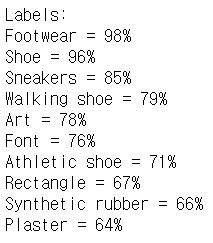 Labels:
Footwear = 98%
Shoe = 96%
Sneakers = 85%
Walking shoe = 79%
Art = 78%
Font = 76%
Athletic shoe = 71%
Rectangle = 67%
Synthetic rubber = 66%
Plaster = 64%